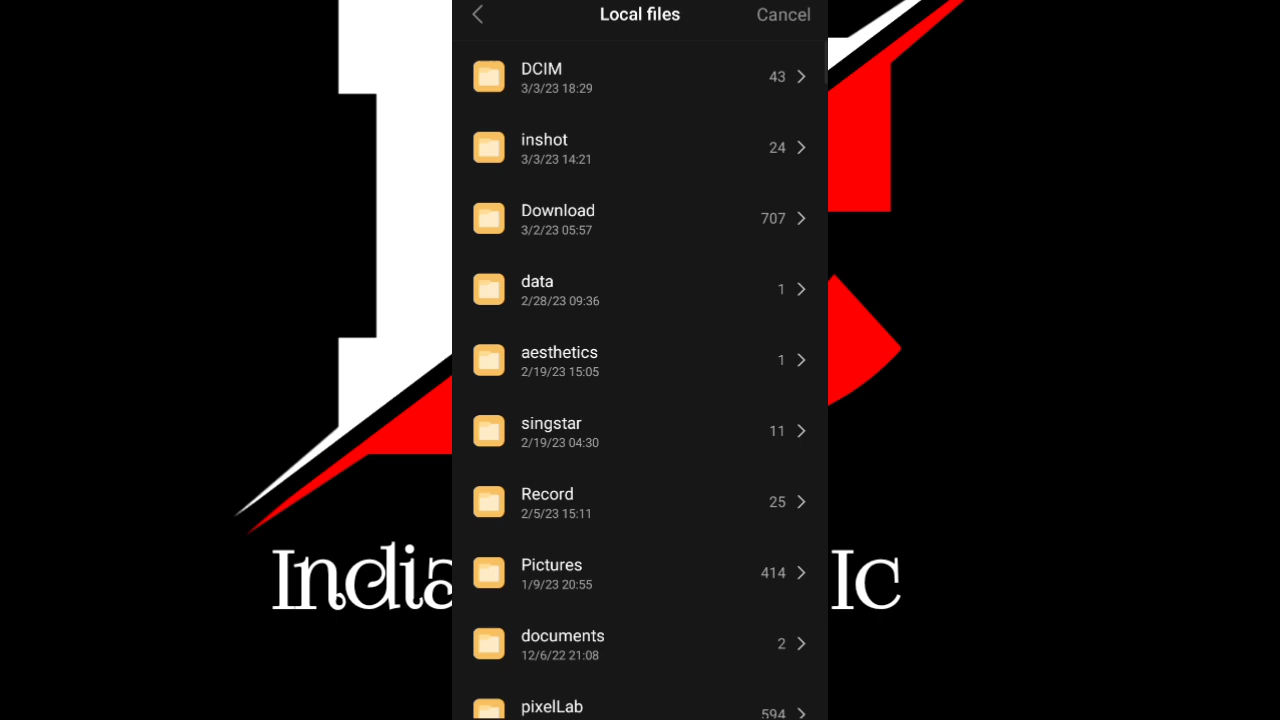 Local files
Cancel
DCIM
3/3/23 18:29
43
inshot
3/3/23 14:21
24
Download
3/2/23 05:57
707
data
2/28/23 09:36
1
aesthetics
2/19/23 15:05
1
singstar
2/19/23 04:30
11
Record
2/5/23 15:11
25
Pictures
1/9/23 20:55
414
documents
12/6/22 21:08
2
pixelLab
594
India
Ic